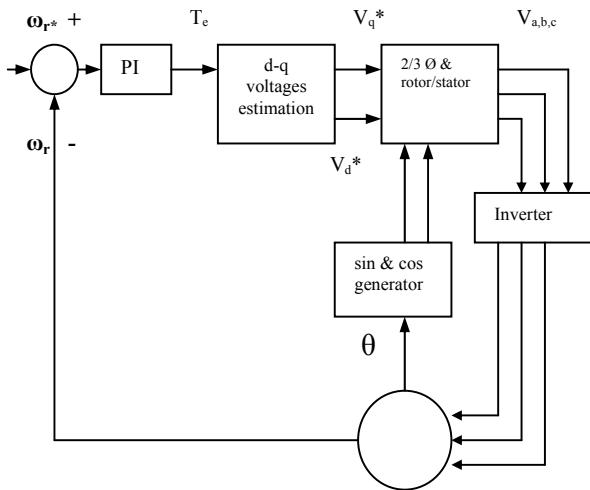 ωr* +
Te
Vq*
Va,b,c
PI
d-q
voltages
estimation
2/3 Ø &
rotor/stator
ωr -
Vd*
Inverter
sin & cos
generator
θ